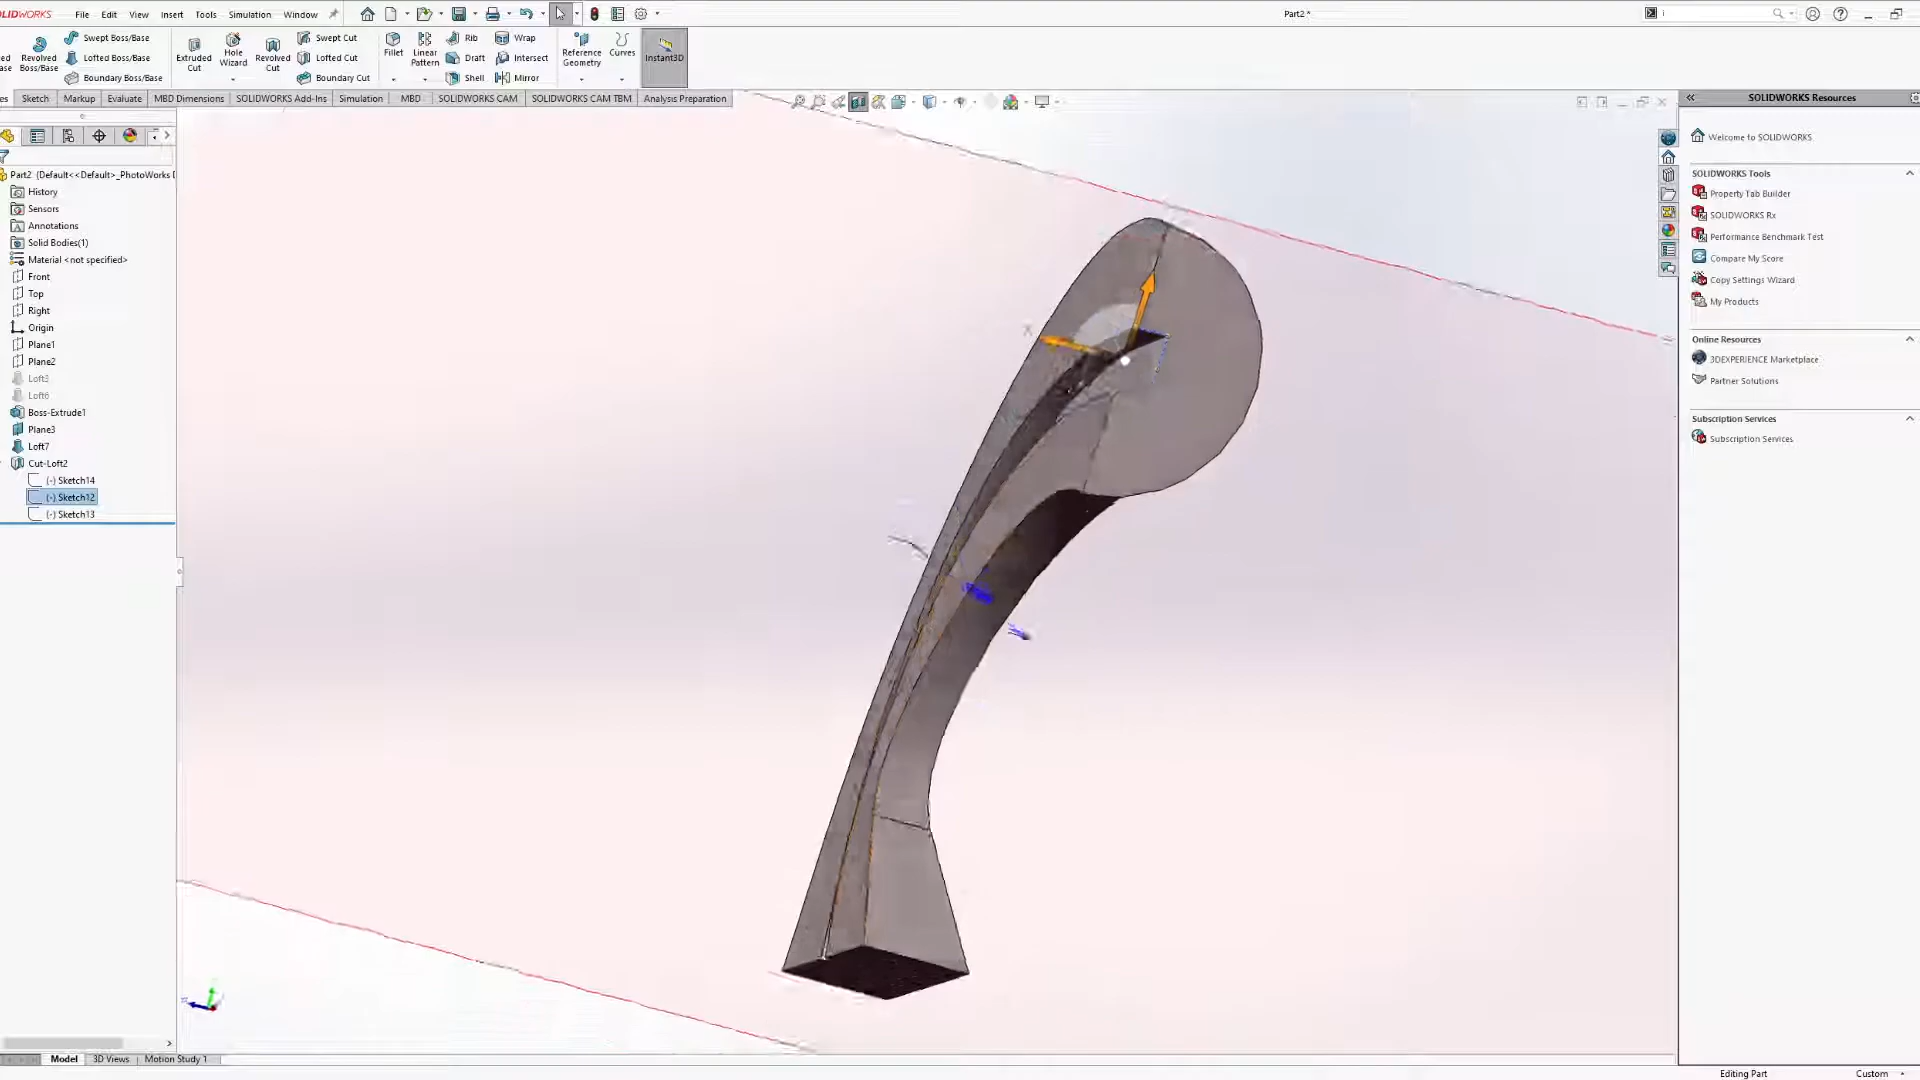 SOLIDWORKS File Edit View Insert Tools Simulation Window Part2 *
Revolved Boss/Base
Swept Boss/Base
Lofted Boss/Base
Boundary Boss/Base
Extruded Cut
Hole Wizard
Revolved Cut
Swept Cut
Lofted Cut
Boundary Cut
Fillet
Linear Pattern
Rib
Draft
Shell
Wrap
Intersect
Mirror
Reference Geometry
Curves
Instant3D
Sketch Markup Evaluate MBD Dimensions SOLIDWORKS Add-Ins Simulation MBD SOLIDWORKS CAM SOLIDWORKS CAM TBM Analysis Preparation
Part2 (Default<<Default>_PhotoWorks
History
Sensors
Annotations
Solid Bodies(1)
Material <not specified>
Front
Top
Right
Origin
Plane1
Plane2
Loft3
Loft6
Boss-Extrude1
Plane3
Loft7
Cut-Loft2
(-) Sketch14
(-) Sketch12
(-) Sketch13
X
SOLIDWORKS Resources
Welcome to SOLIDWORKS
SOLIDWORKS Tools
Property Tab Builder
SOLIDWORKS Rx
Performance Benchmark Test
Compare My Score
Copy Settings Wizard
My Products
Online Resources
3DEXPERIENCE Marketplace
Partner Solutions
Subscription Services
Subscription Services
Model 3D Views Motion Study 1
Editing Part Custom